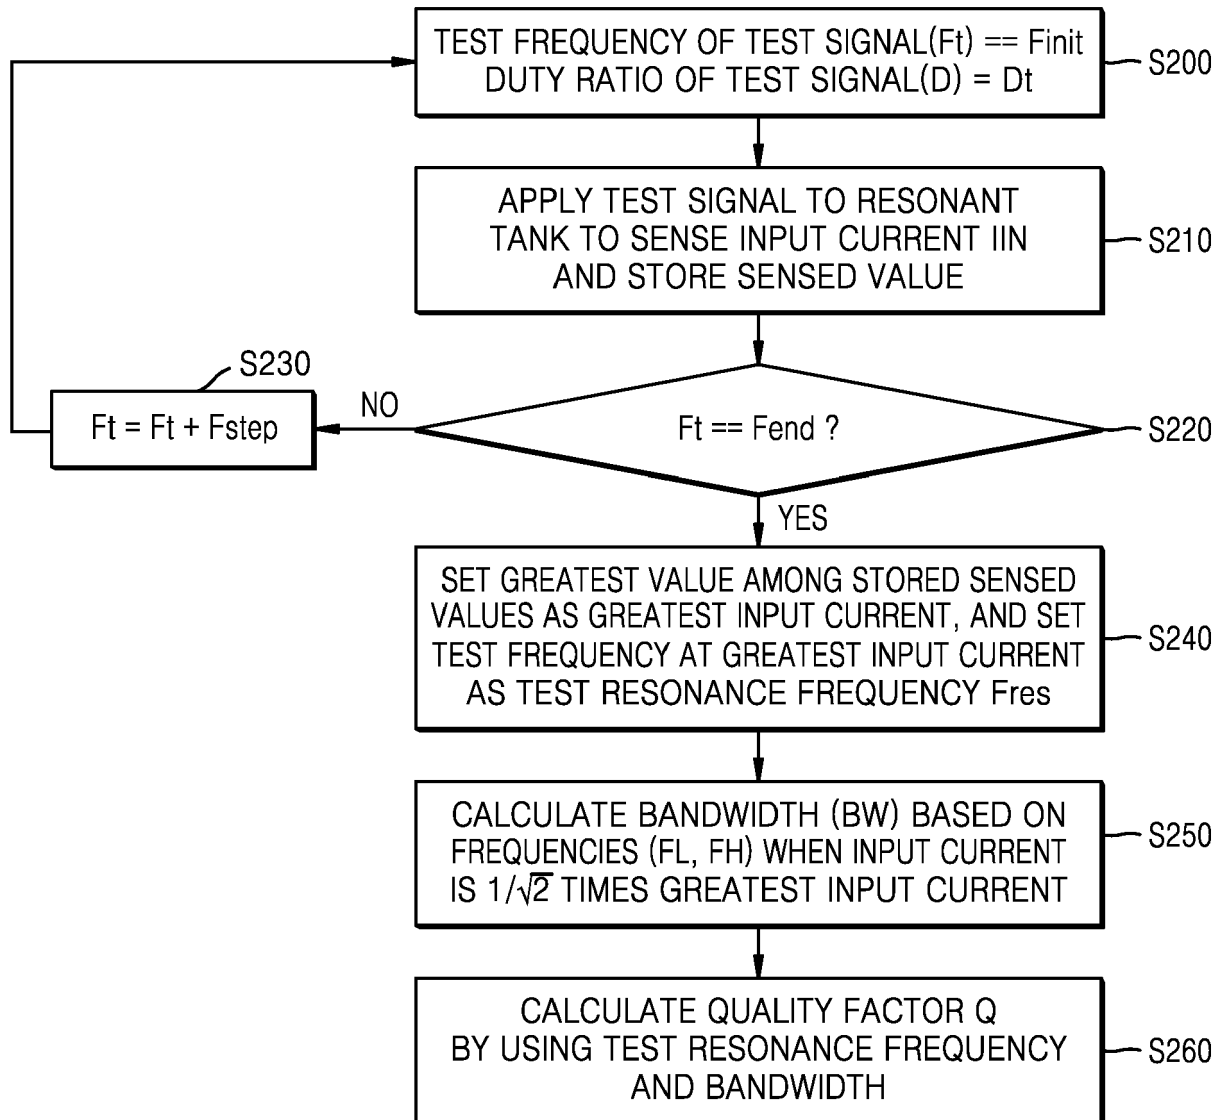 TEST FREQUENCY OF TEST SIGNAL(Ft) == Finit
DUTY RATIO OF TEST SIGNAL(D) = Dt
S200
APPLY TEST SIGNAL TO RESONANT
TANK TO SENSE INPUT CURRENT IIN
AND STORE SENSED VALUE
S210
S230
Ft = Ft + Fstep
NO
Ft == Fend ?
S220
YES
SET GREATEST VALUE AMONG STORED SENSED
VALUES AS GREATEST INPUT CURRENT, AND SET
TEST FREQUENCY AT GREATEST INPUT CURRENT
AS TEST RESONANCE FREQUENCY Fres
S240
CALCULATE BANDWIDTH (BW) BASED ON
FREQUENCIES (FL, FH) WHEN INPUT CURRENT
IS 1/√2 TIMES GREATEST INPUT CURRENT
S250
CALCULATE QUALITY FACTOR Q
BY USING TEST RESONANCE FREQUENCY
AND BANDWIDTH
S260